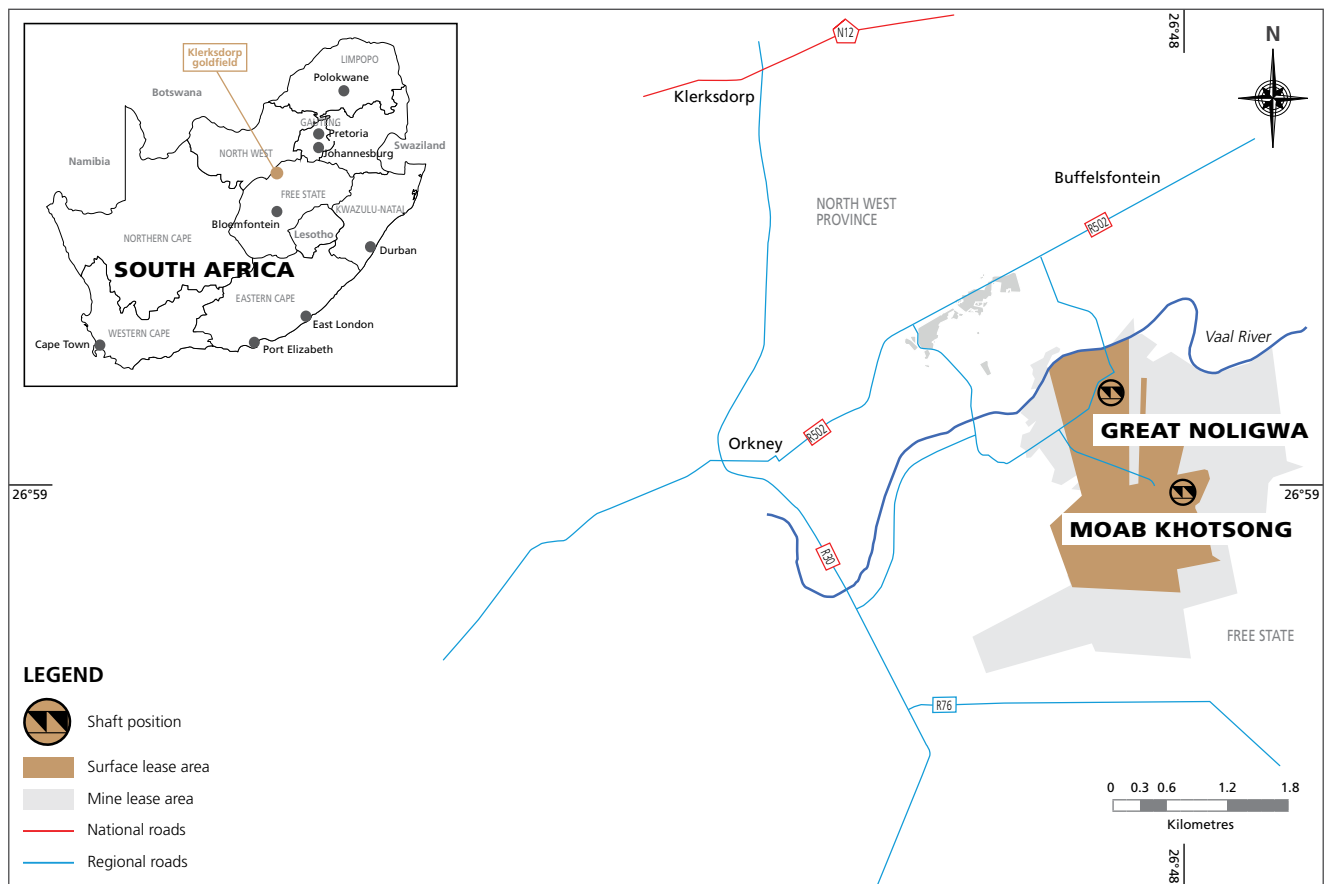 Klerksdorp
goldfield
LIMPOPO
Polokwane
Botswana
GAUTENG
Pretoria
Johannesburg
NORTH WEST
Swaziland
Namibia
FREE STATE
KWAZULU-NATAL
Bloemfontein
Lesotho
NORTHERN CAPE
Durban
SOUTH AFRICA
EASTERN CAPE
East London
WESTERN CAPE
Cape Town
Port Elizabeth
N12
Klerksdorp
26°48
N
Buffelsfontein
NORTH WEST
PROVINCE
R502
Vaal River
GREAT NOLIGWA
Orkney
R502
26°59
26°59
MOAB KHOTSONG
R30
FREE STATE
R76
LEGEND
Shaft position
Surface lease area
Mine lease area
National roads
Regional roads
0 0.3 0.6 1.2 1.8
Kilometres
26°48